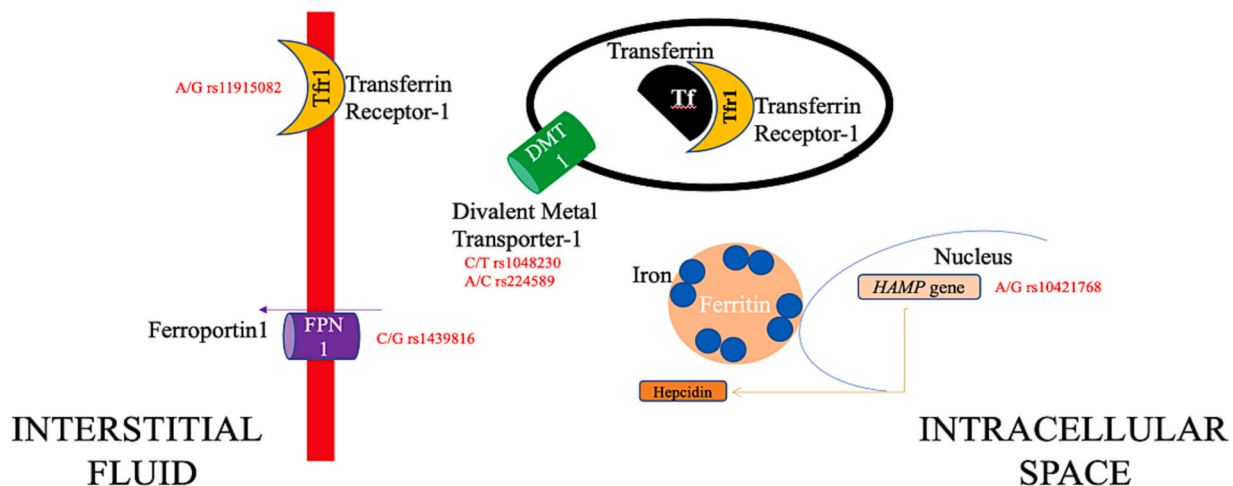 A/G rs11915082
Tfr1
Transferrin
Receptor-1
Transferrin
Tf
Tfr1
Transferrin
Receptor-1
DMT
1
Divalent Metal
Transporter-1
C/T rs1048230
A/C rs224589
Iron
Ferritin
Nucleus
HAMP gene
A/G rs10421768
Ferroportin1
FPN
1
C/G rs1439816
Hepcidin
INTERSTITIAL
FLUID
INTRACELLULAR
SPACE